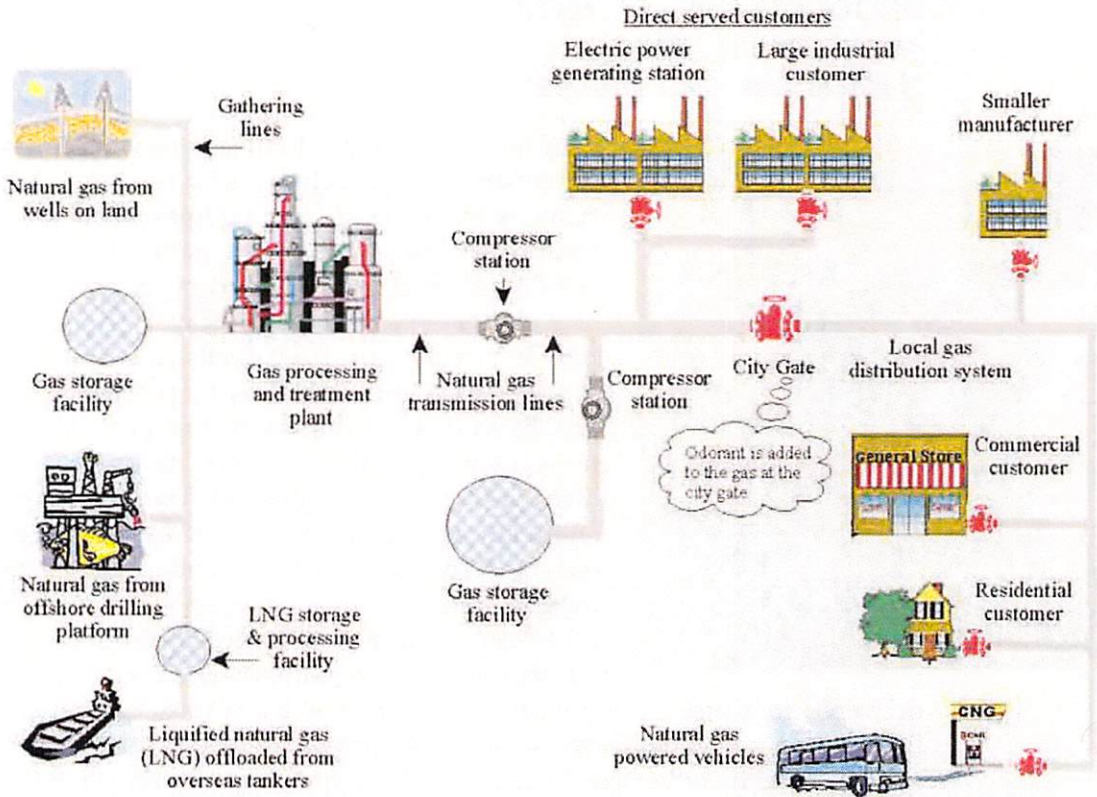 Direct served customers
Electric power
generating station
Large industrial
customer
Smaller
manufacturer
Gathering
lines
Natural gas from
wells on land
Compressor
station
Gas storage
facility
Gas processing
and treatment
plant
Natural gas
transmission lines
Compressor
station
City Gate
Local gas
distribution system
Odorant is added
to the gas at the
city gate
General Store
Commercial
customer
Natural gas from
offshore drilling
platform
Gas storage
facility
Residential
customer
LNG storage
& processing
facility
Liquified natural gas
(LNG) offloaded from
overseas tankers
Natural gas
powered vehicles
CNG